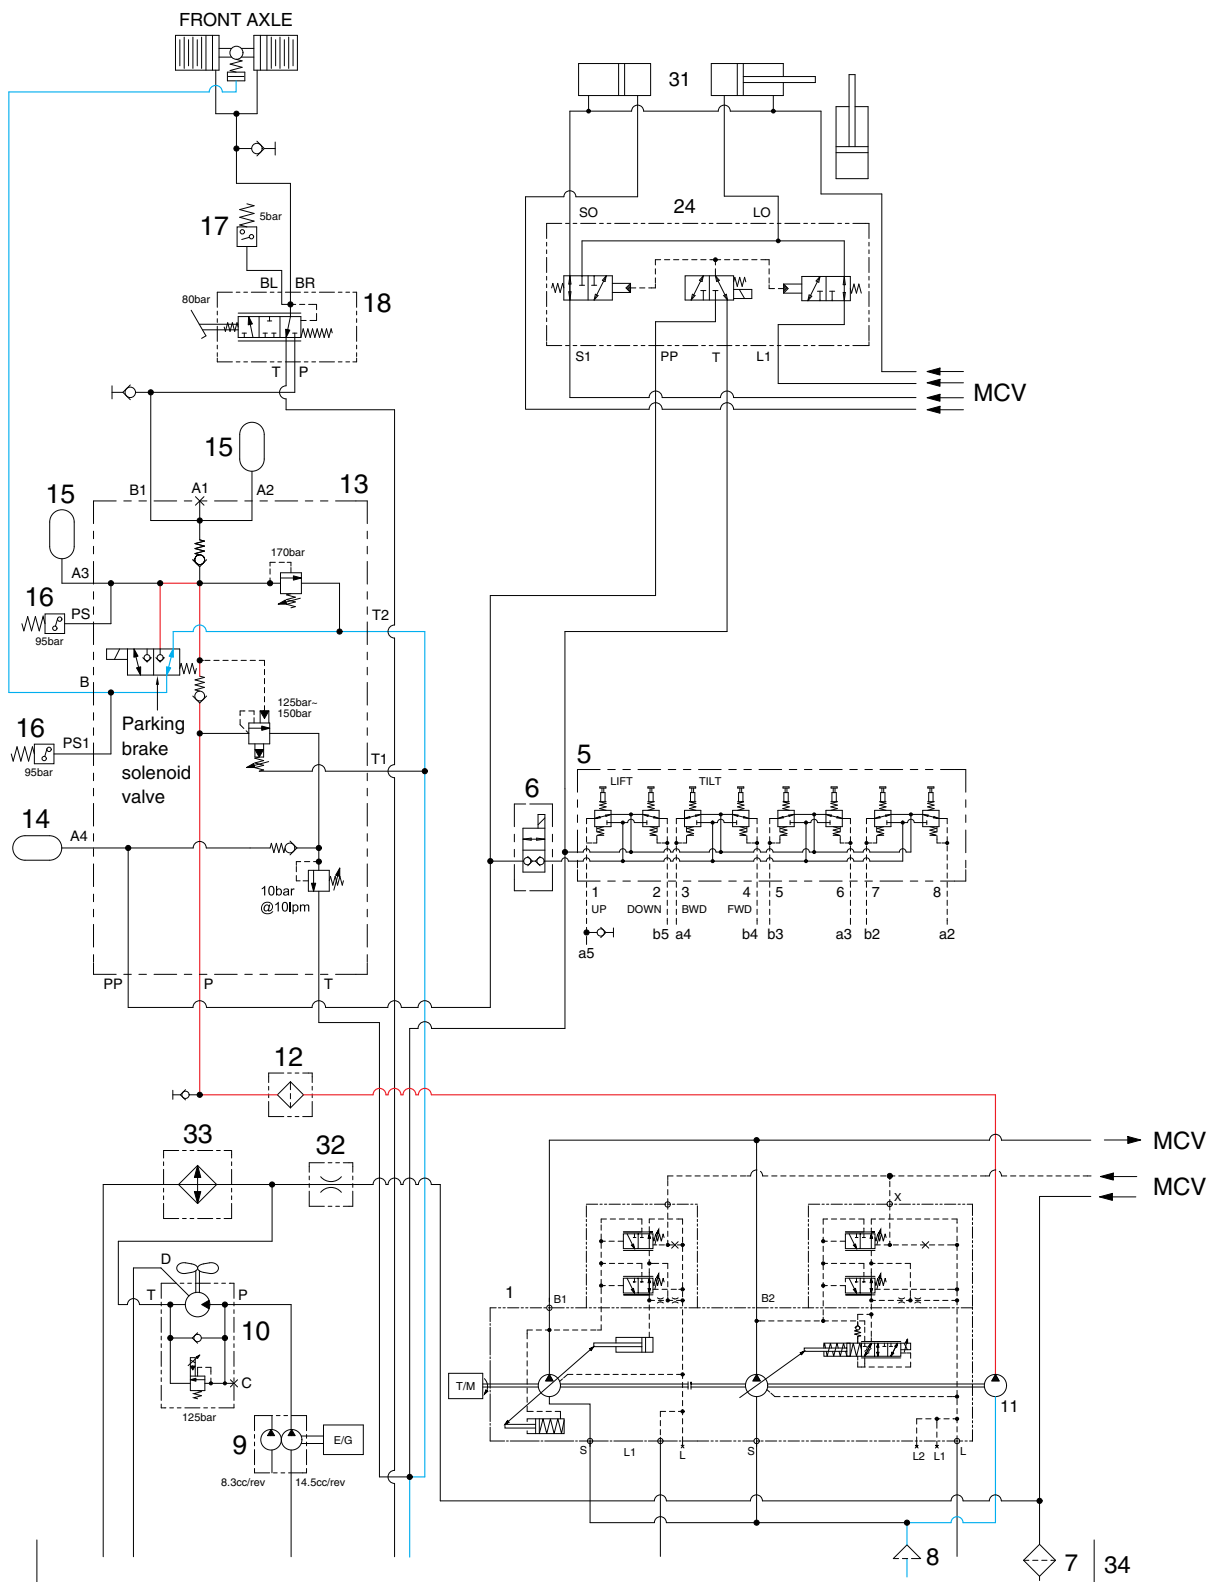 FRONT AXLE
31
17
5bar
SO
24
LO
BL BR
80bar
18
T P
S1 PP T L1
MCV
15
15
B1 A1 A2
13
170bar
A3
16
PS
95bar
T2
B
16
PS1
95bar
Parking
brake
solenoid
valve
125bar~
150bar
T1
5
6
LIFT TILT
14
A4
10bar
@10lpm
1 2 3 4 5 6 7 8
UP DOWN BWD FWD
b5 a4 b4 b3 a3 b2 a2
a5
PP P T
12
33
32
MCV
MCV
X
D
T P
10
C
125bar
1
B1 B2
T/M
11
9
E/G
8.3cc/rev 14.5cc/rev
S L1 L S L2 L1 L
8
7
34